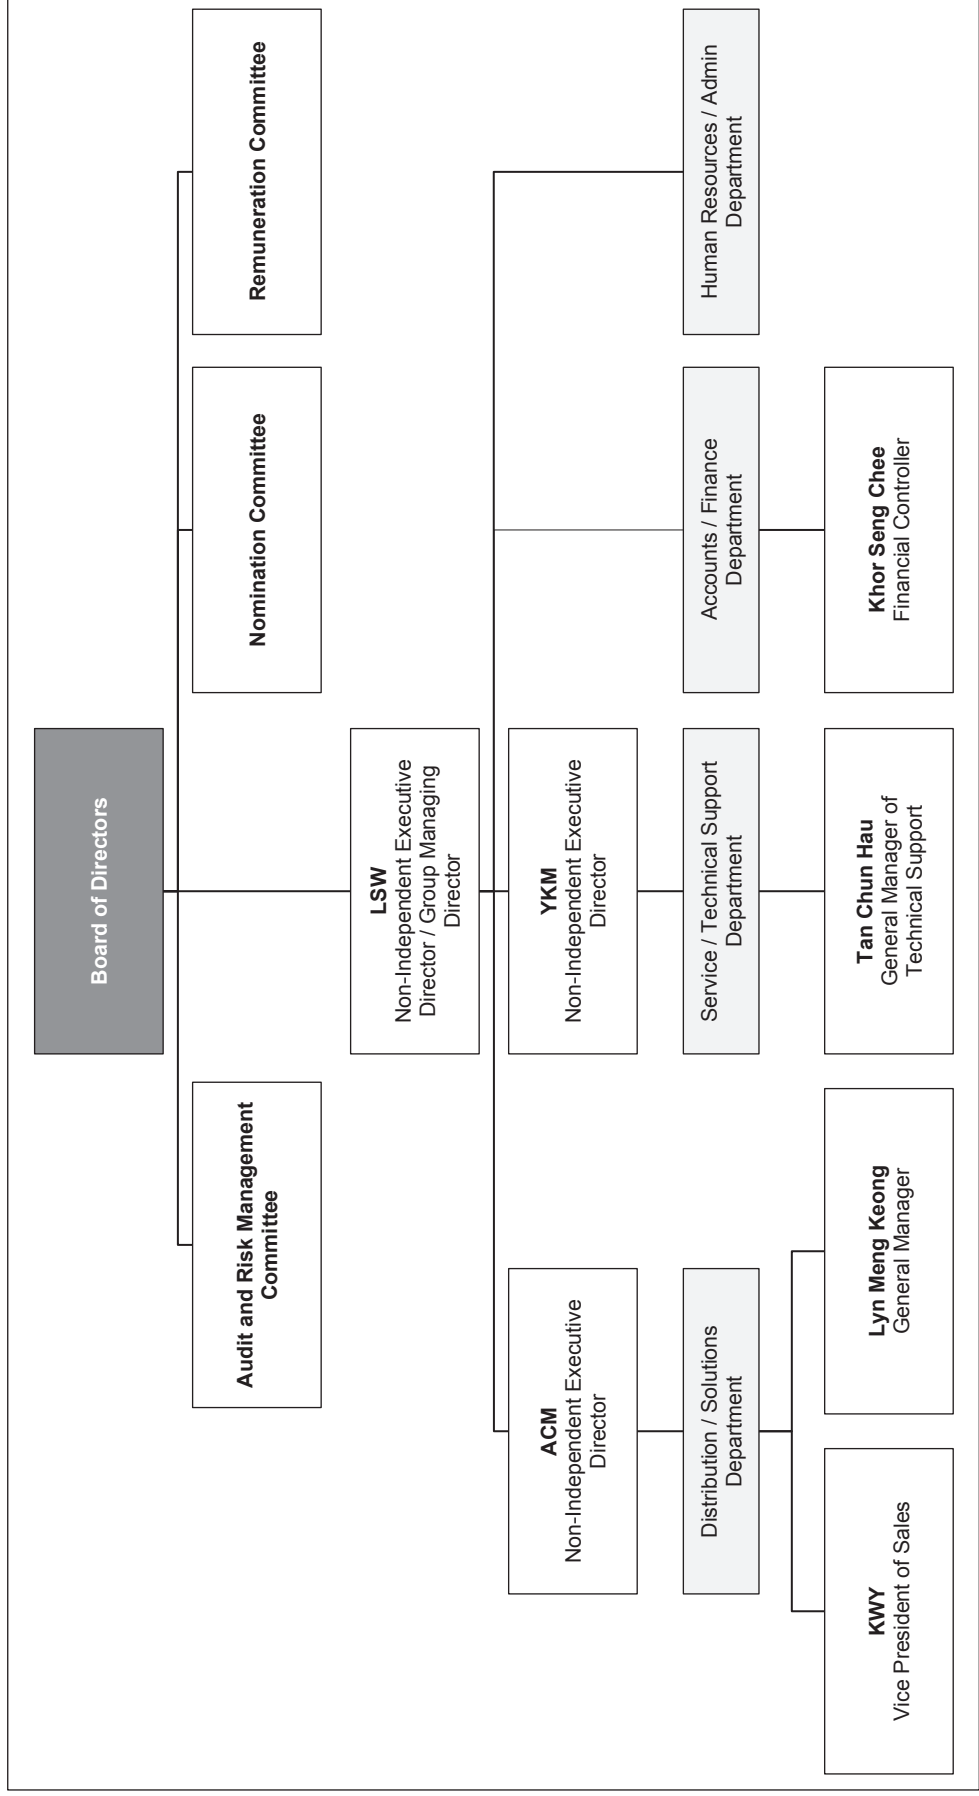 Board of Directors
Audit and Risk Management
Committee
Nomination Committee
Remuneration Committee
LSW
Non-Independent Executive
Director / Group Managing
Director
ACM
Non-Independent Executive
Director
YKM
Non-Independent Executive
Director
Distribution / Solutions
Department
Service / Technical Support
Department
Accounts / Finance
Department
Human Resources / Admin
Department
KWY
Vice President of Sales
Lyn Meng Keong
General Manager
Tan Chun Hau
General Manager of
Technical Support
Khor Seng Chee
Financial Controller